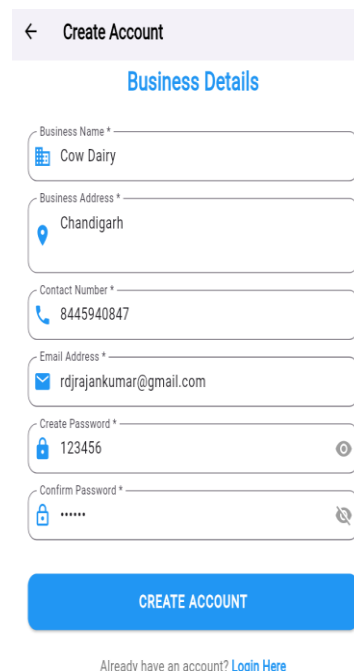 Create Account
Business Details
Business Name *
Cow Dairy
Business Address *
Chandigarh
Contact Number *
8445940847
Email Address *
rdjrajankumar@gmail.com
Create Password *
123456
Confirm Password *
••••••
CREATE ACCOUNT
Already have an account? Login Here